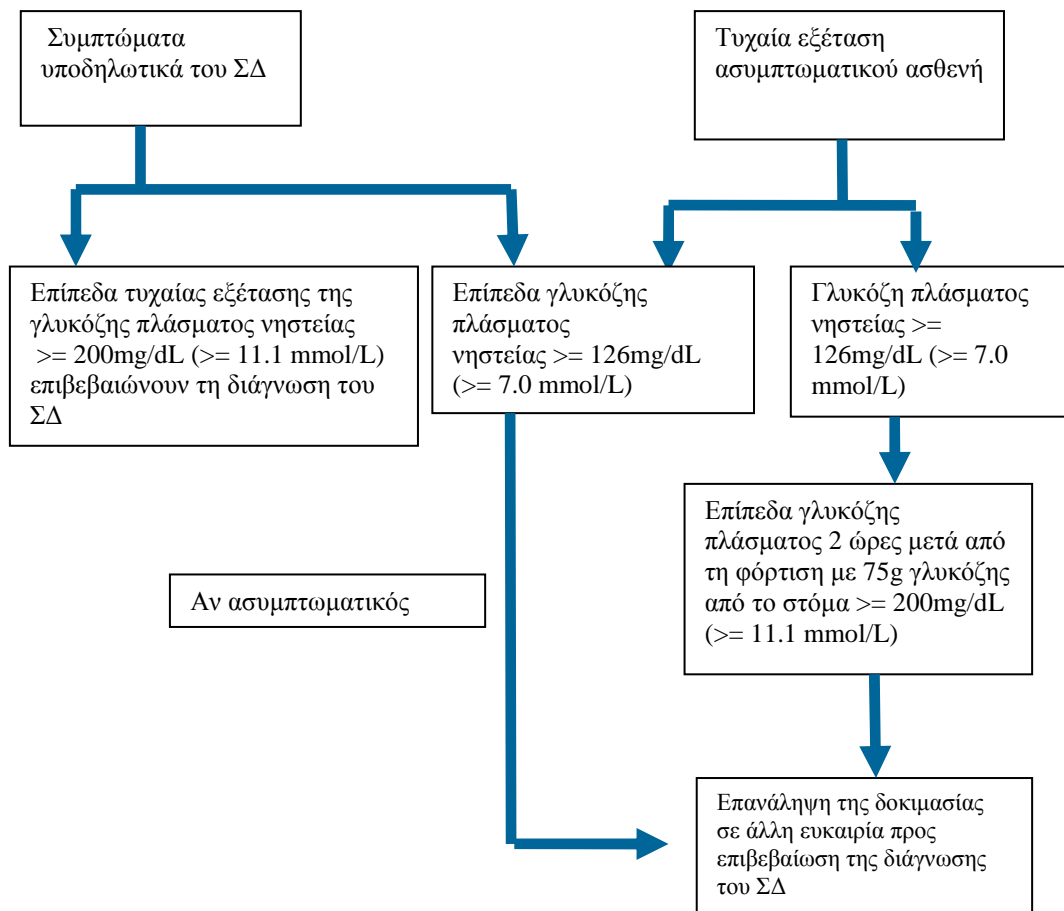 Συμπτώματα
υποδηλωτικά του ΣΔ
Τυχαία εξέταση
ασυμπτωματικού ασθενή
Επίπεδα τυχαίας εξέτασης της
γλυκόζης πλάσματος νηστείας
>= 200mg/dL (>= 11.1 mmol/L)
επιβεβαιώνουν τη διάγνωση του
ΣΔ
Επίπεδα γλυκόζης
πλάσματος
νηστείας >= 126mg/dL
(>= 7.0 mmol/L)
Γλυκόζη πλάσματος
νηστείας >=
126mg/dL (>= 7.0
mmol/L)
Επίπεδα γλυκόζης
πλάσματος 2 ώρες μετά από
τη φόρτιση με 75g γλυκόζης
από το στόμα >= 200mg/dL
(>= 11.1 mmol/L)
Αν ασυμπτωματικός
Επανάληψη της δοκιμασίας
σε άλλη ευκαιρία προς
επιβεβαίωση της διάγνωσης
του ΣΔ